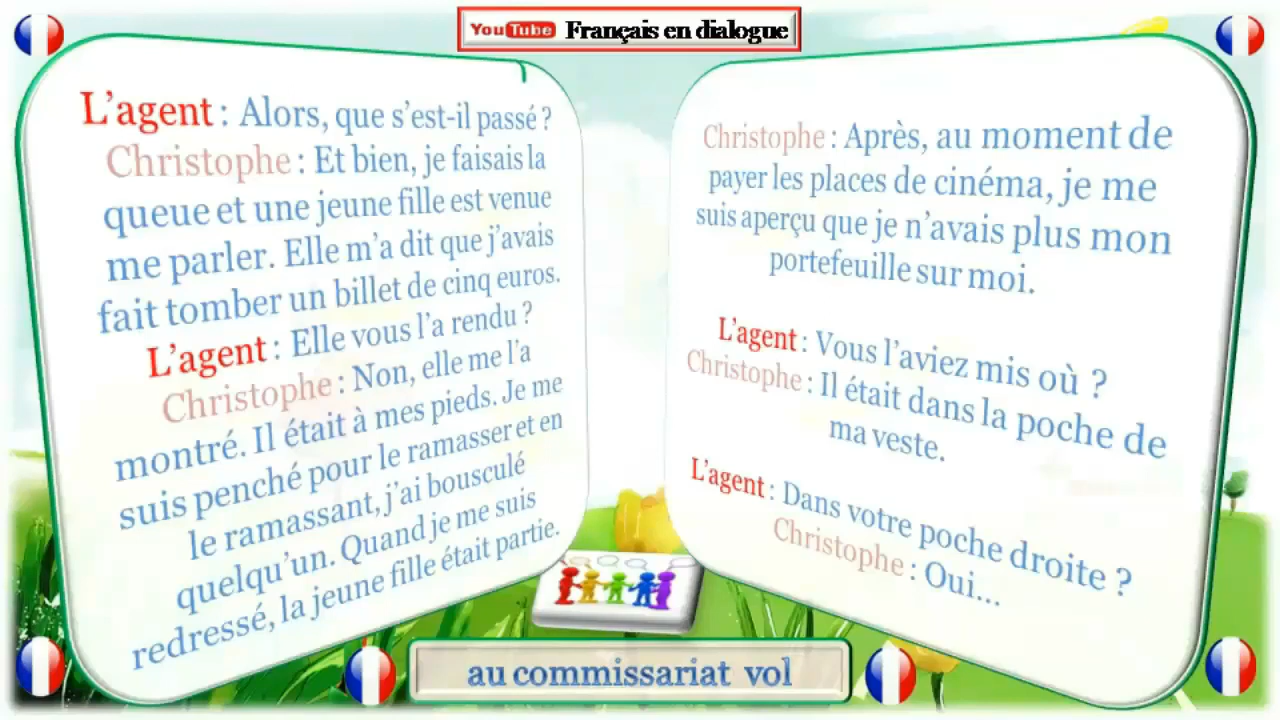 YouTube Français en dialogue
L'agent : Alors, que s'est-il passé ?
Christophe : Et bien, je faisais la
queue et une jeune fille est venue
me parler. Elle m'a dit que j'avais
fait tomber un billet de cinq euros.
L'agent : Elle vous l'a rendu ?
Christophe : Non, elle me l'a
montré. Il était à mes pieds. Je me
suis penché pour le ramasser et en
le ramassant, j'ai bousculé
quelqu'un. Quand je me suis
redressé, la jeune fille était partie.
Christophe : Après, au moment de
payer les places de cinéma, je me
suis aperçu que je n'avais plus mon
portefeuille sur moi.
L'agent : Vous l'aviez mis où ?
Christophe : Il était dans la poche de
ma veste.
L'agent : Dans votre poche droite ?
Christophe : Oui...
au commissariat vol